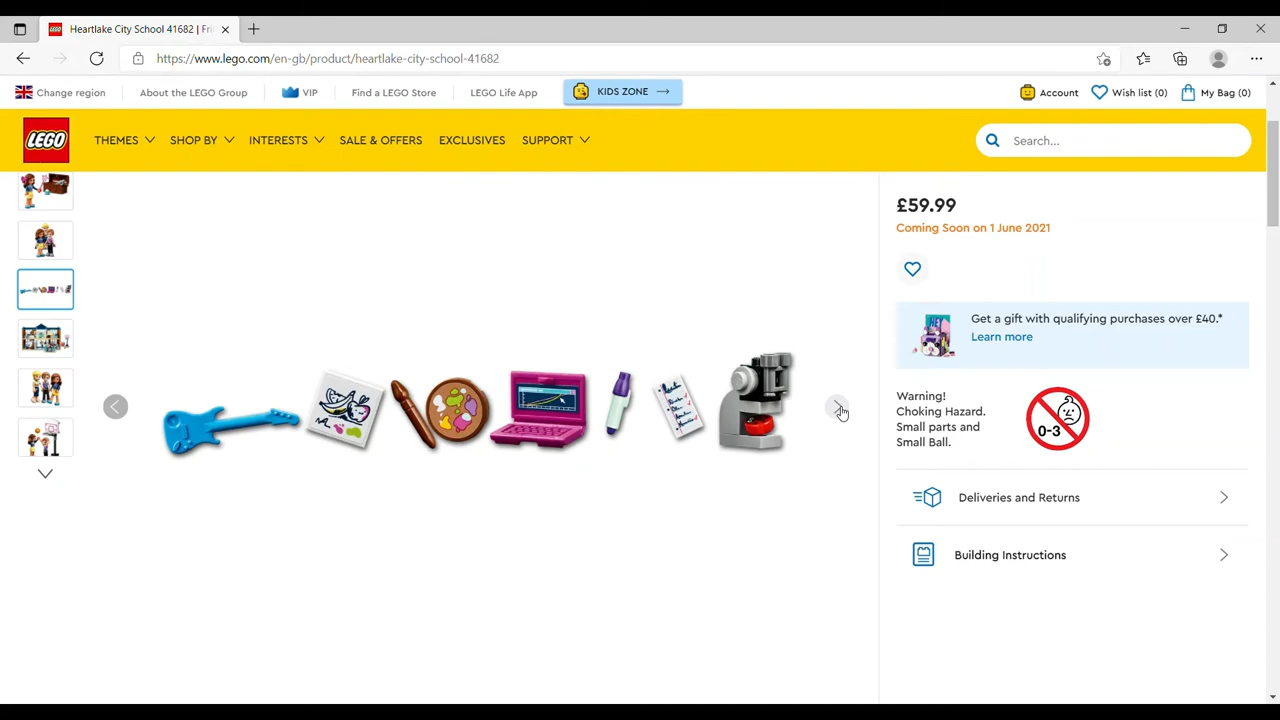 Heartlake City School 41682 | Fri
https://www.lego.com/en-gb/product/heartlake-city-school-41682
Change region
About the LEGO Group
VIP
Find a LEGO Store
LEGO Life App
KIDS ZONE
Account
Wish list (0)
My Bag (0)
LEGO
THEMES
SHOP BY
INTERESTS
SALE & OFFERS
EXCLUSIVES
SUPPORT
Search...
£59.99
Coming Soon on 1 June 2021
Get a gift with qualifying purchases over £40.*
Learn more
HEY
Warning!
Choking Hazard.
Small parts and
Small Ball.
0-3
Deliveries and Returns
Building Instructions